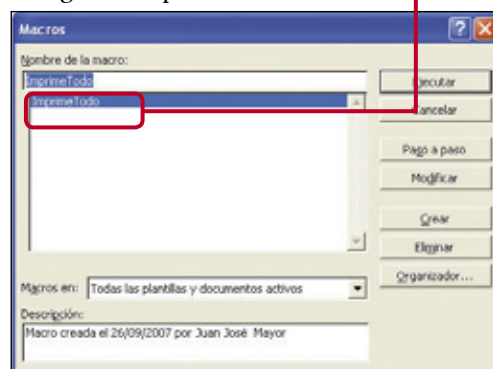 Macros
Nombre de la macro:
ImprimeTodo
ImprimeTodo
Ejecutar
Cancelar
Paso a paso
Modificar
Crear
Eliminar
Organizador...
Macros en: Todas las plantillas y documentos activos
Descripción:
Macro creada el 26/09/2007 por Juan José Mayor